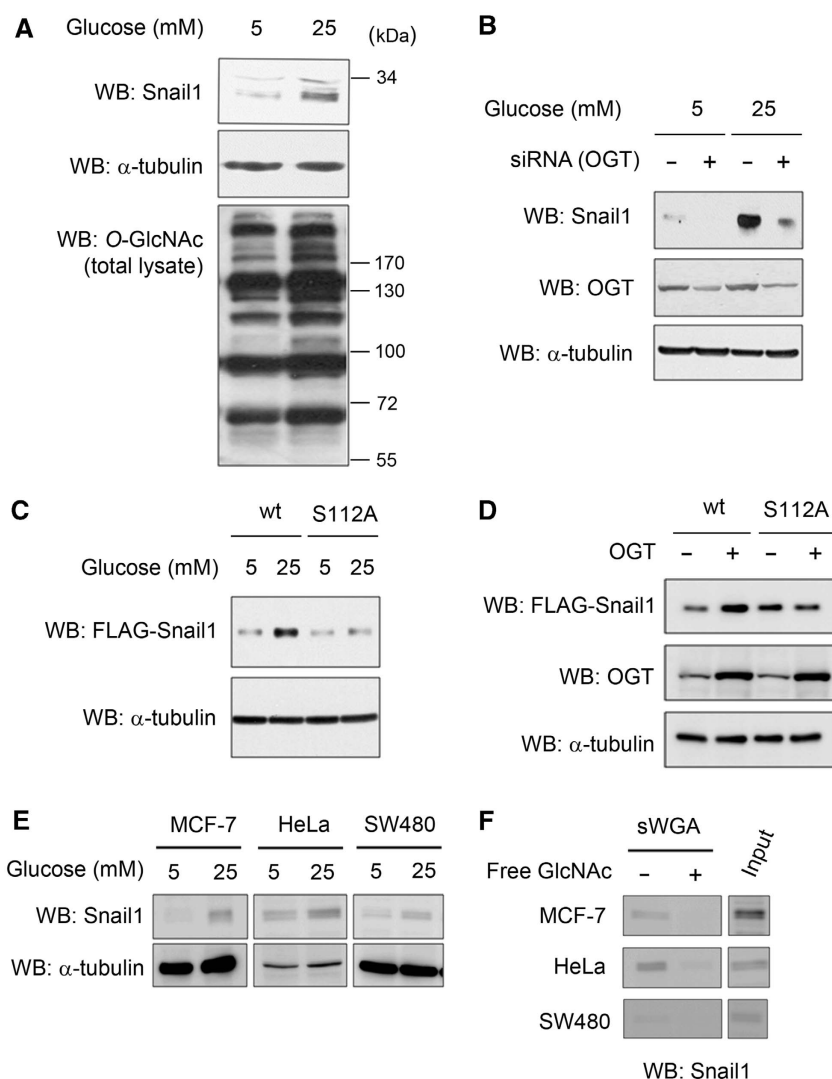 A
Glucose (mM) 5 25 (kDa)
WB: Snail1
34
WB: α-tubulin
WB: O-GlcNAc
(total lysate)
170
130
100
72
55
B
Glucose (mM) 5 25
siRNA (OGT) – + – +
WB: Snail1
WB: OGT
WB: α-tubulin
C
wt S112A
Glucose (mM) 5 25 5 25
WB: FLAG-Snail1
WB: α-tubulin
D
wt S112A
OGT – + – +
WB: FLAG-Snail1
WB: OGT
WB: α-tubulin
E
MCF-7 HeLa SW480
Glucose (mM) 5 25 5 25 5 25
WB: Snail1
WB: α-tubulin
F
sWGA Input
Free GlcNAc – +
MCF-7
HeLa
SW480
WB: Snail1